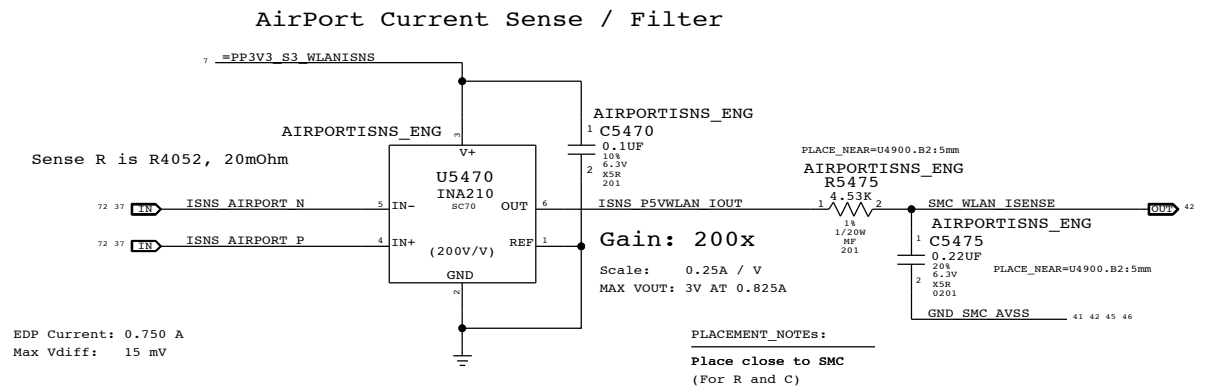 AirPort Current Sense / Filter
7 =PP3V3_S3_WLANISNS
AIRPORTISNS_ENG
C5470
0.1UF
10%
6.3V
X5R
201
1
2
AIRPORTISNS_ENG
3
V+
U5470
INA210
SC70
(200V/V)
IN-
IN+
OUT
REF
GND
5
4
6
1
2
Sense R is R4052, 20mOhm
72 37 IN ISNS_AIRPORT_N
72 37 IN ISNS_AIRPORT_P
ISNS_P5VWLAN_IOUT
PLACE_NEAR=U4900.B2:5mm
AIRPORTISNS_ENG
R5475
4.53K
1 2
1%
1/20W
MF
201
SMC_WLAN_ISENSE
OUT 42
AIRPORTISNS_ENG
1
C5475
0.22UF
20%
6.3V
X5R
0201
2
PLACE_NEAR=U4900.B2:5mm
GND_SMC_AVSS 41 42 45 46
Gain: 200x
Scale: 0.25A / V
MAX VOUT: 3V AT 0.825A
EDP Current: 0.750 A
Max Vdiff: 15 mV
PLACEMENT_NOTEs:
Place close to SMC
(For R and C)